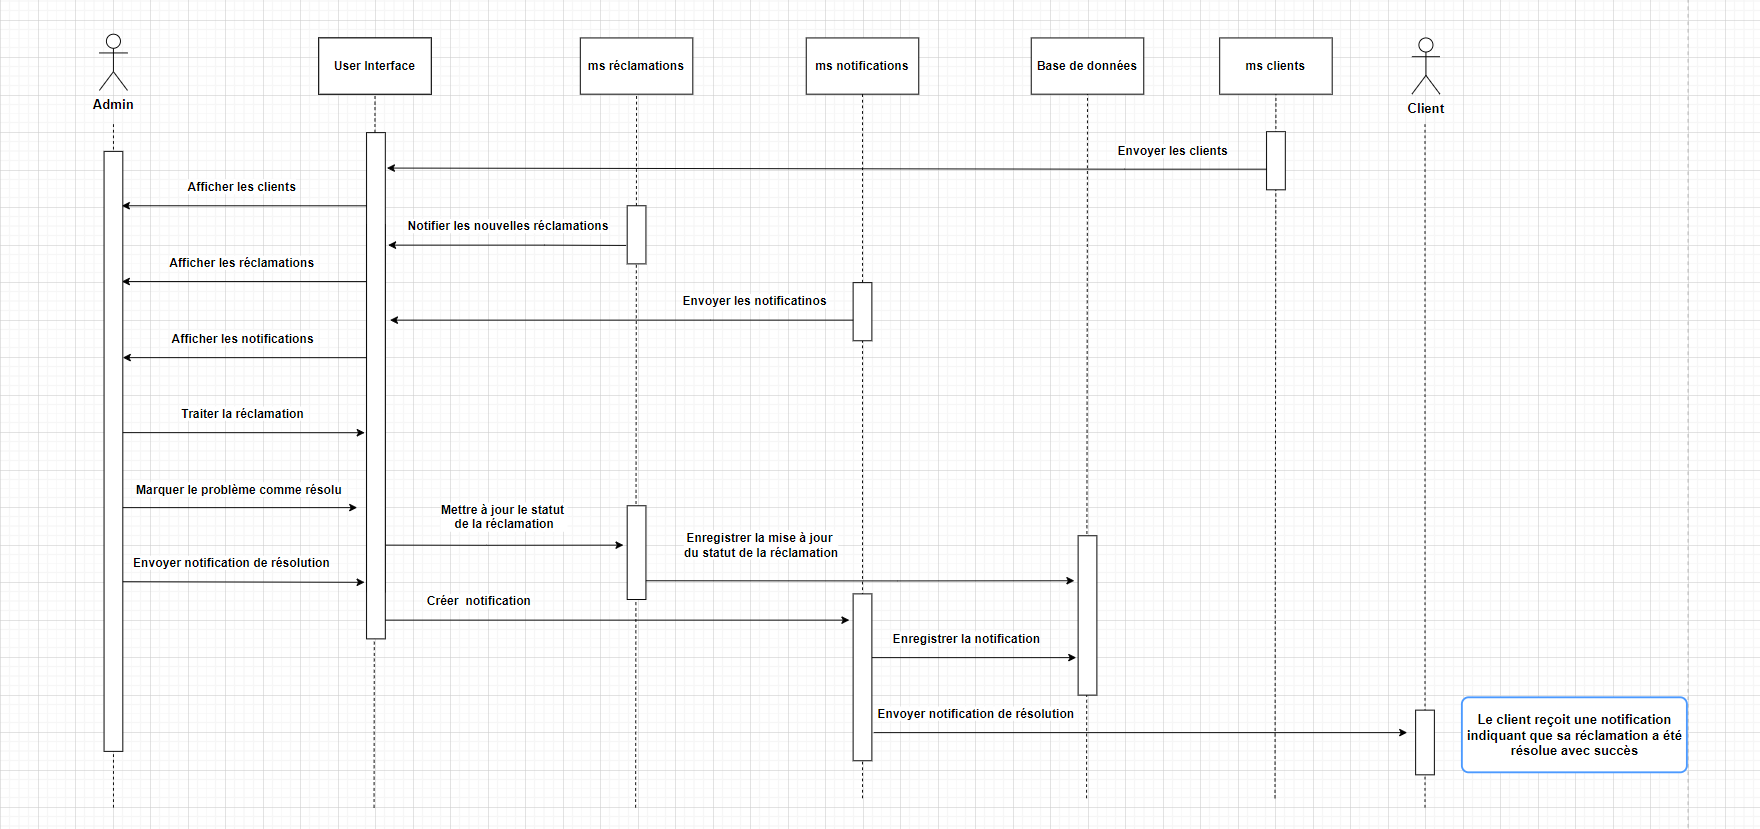 Admin
User Interface
ms réclamations
ms notifications
Base de données
ms clients
Client
Envoyer les clients
Afficher les clients
Notifier les nouvelles réclamations
Afficher les réclamations
Envoyer les notificatinos
Afficher les notifications
Traiter la réclamation
Marquer le problème comme résolu
Mettre à jour le statut
de la réclamation
Enregistrer la mise à jour
du statut de la réclamation
Envoyer notification de résolution
Créer  notification
Enregistrer la notification
Envoyer notification de résolution
Le client reçoit une notification
indiquant que sa réclamation a été
résolue avec succès